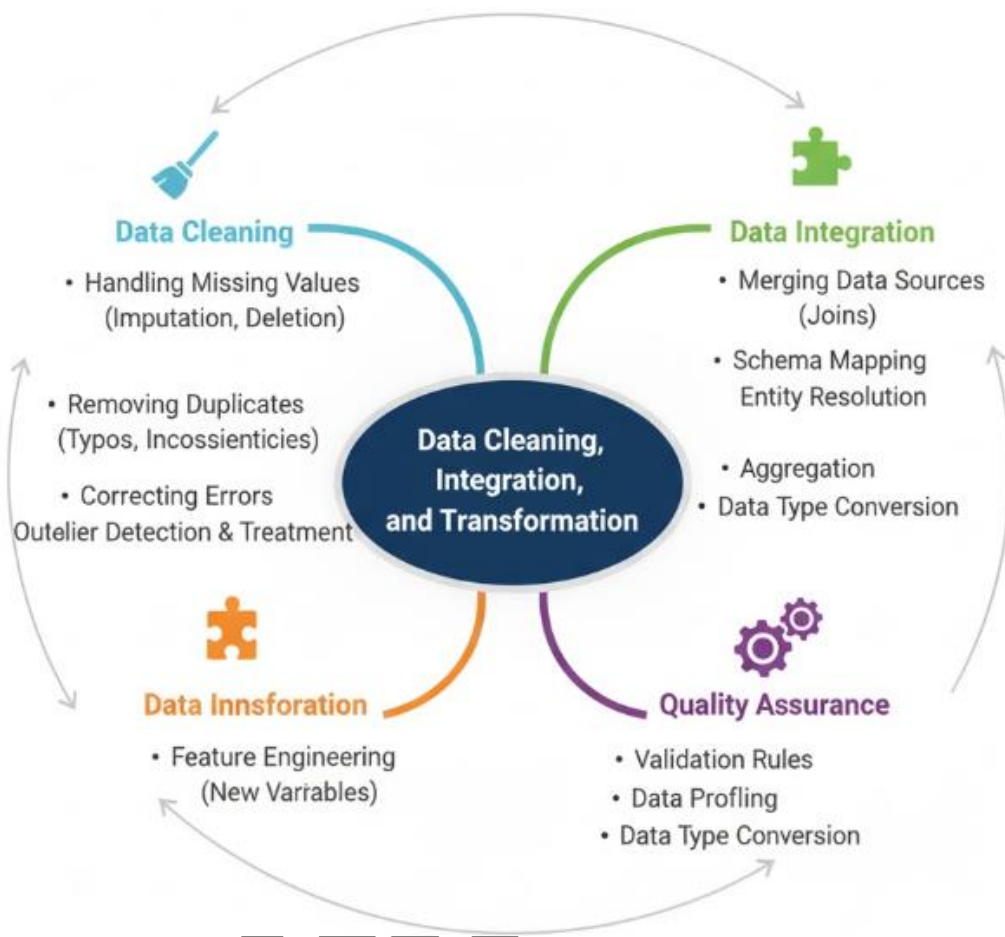 Data Cleaning
• Handling Missing Values
(Imputation, Deletion)
• Removing Duplicates
(Typos, Incossienticies)
• Correcting Errors
Outelier Detection & Treatment
Data Integration
• Merging Data Sources
(Joins)
• Schema Mapping
Entity Resolution
• Aggregation
• Data Type Conversion
Data Cleaning,
Integration,
and Transformation
Data Innsforation
• Feature Engineering
(New Varriables)
Quality Assurance
• Validation Rules
• Data Profling
• Data Type Conversion